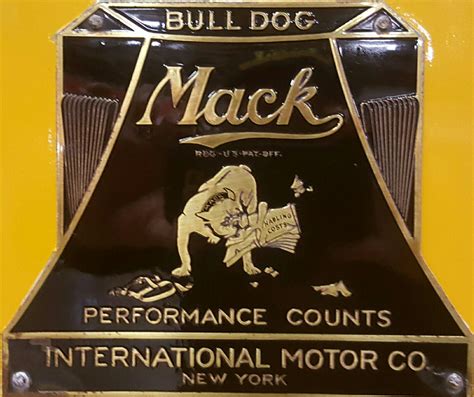 BULL DOG
Mack
REG·U·S·PAT·OFF.
HAULING
COSTS
PERFORMANCE COUNTS
INTERNATIONAL MOTOR CO
NEW YORK